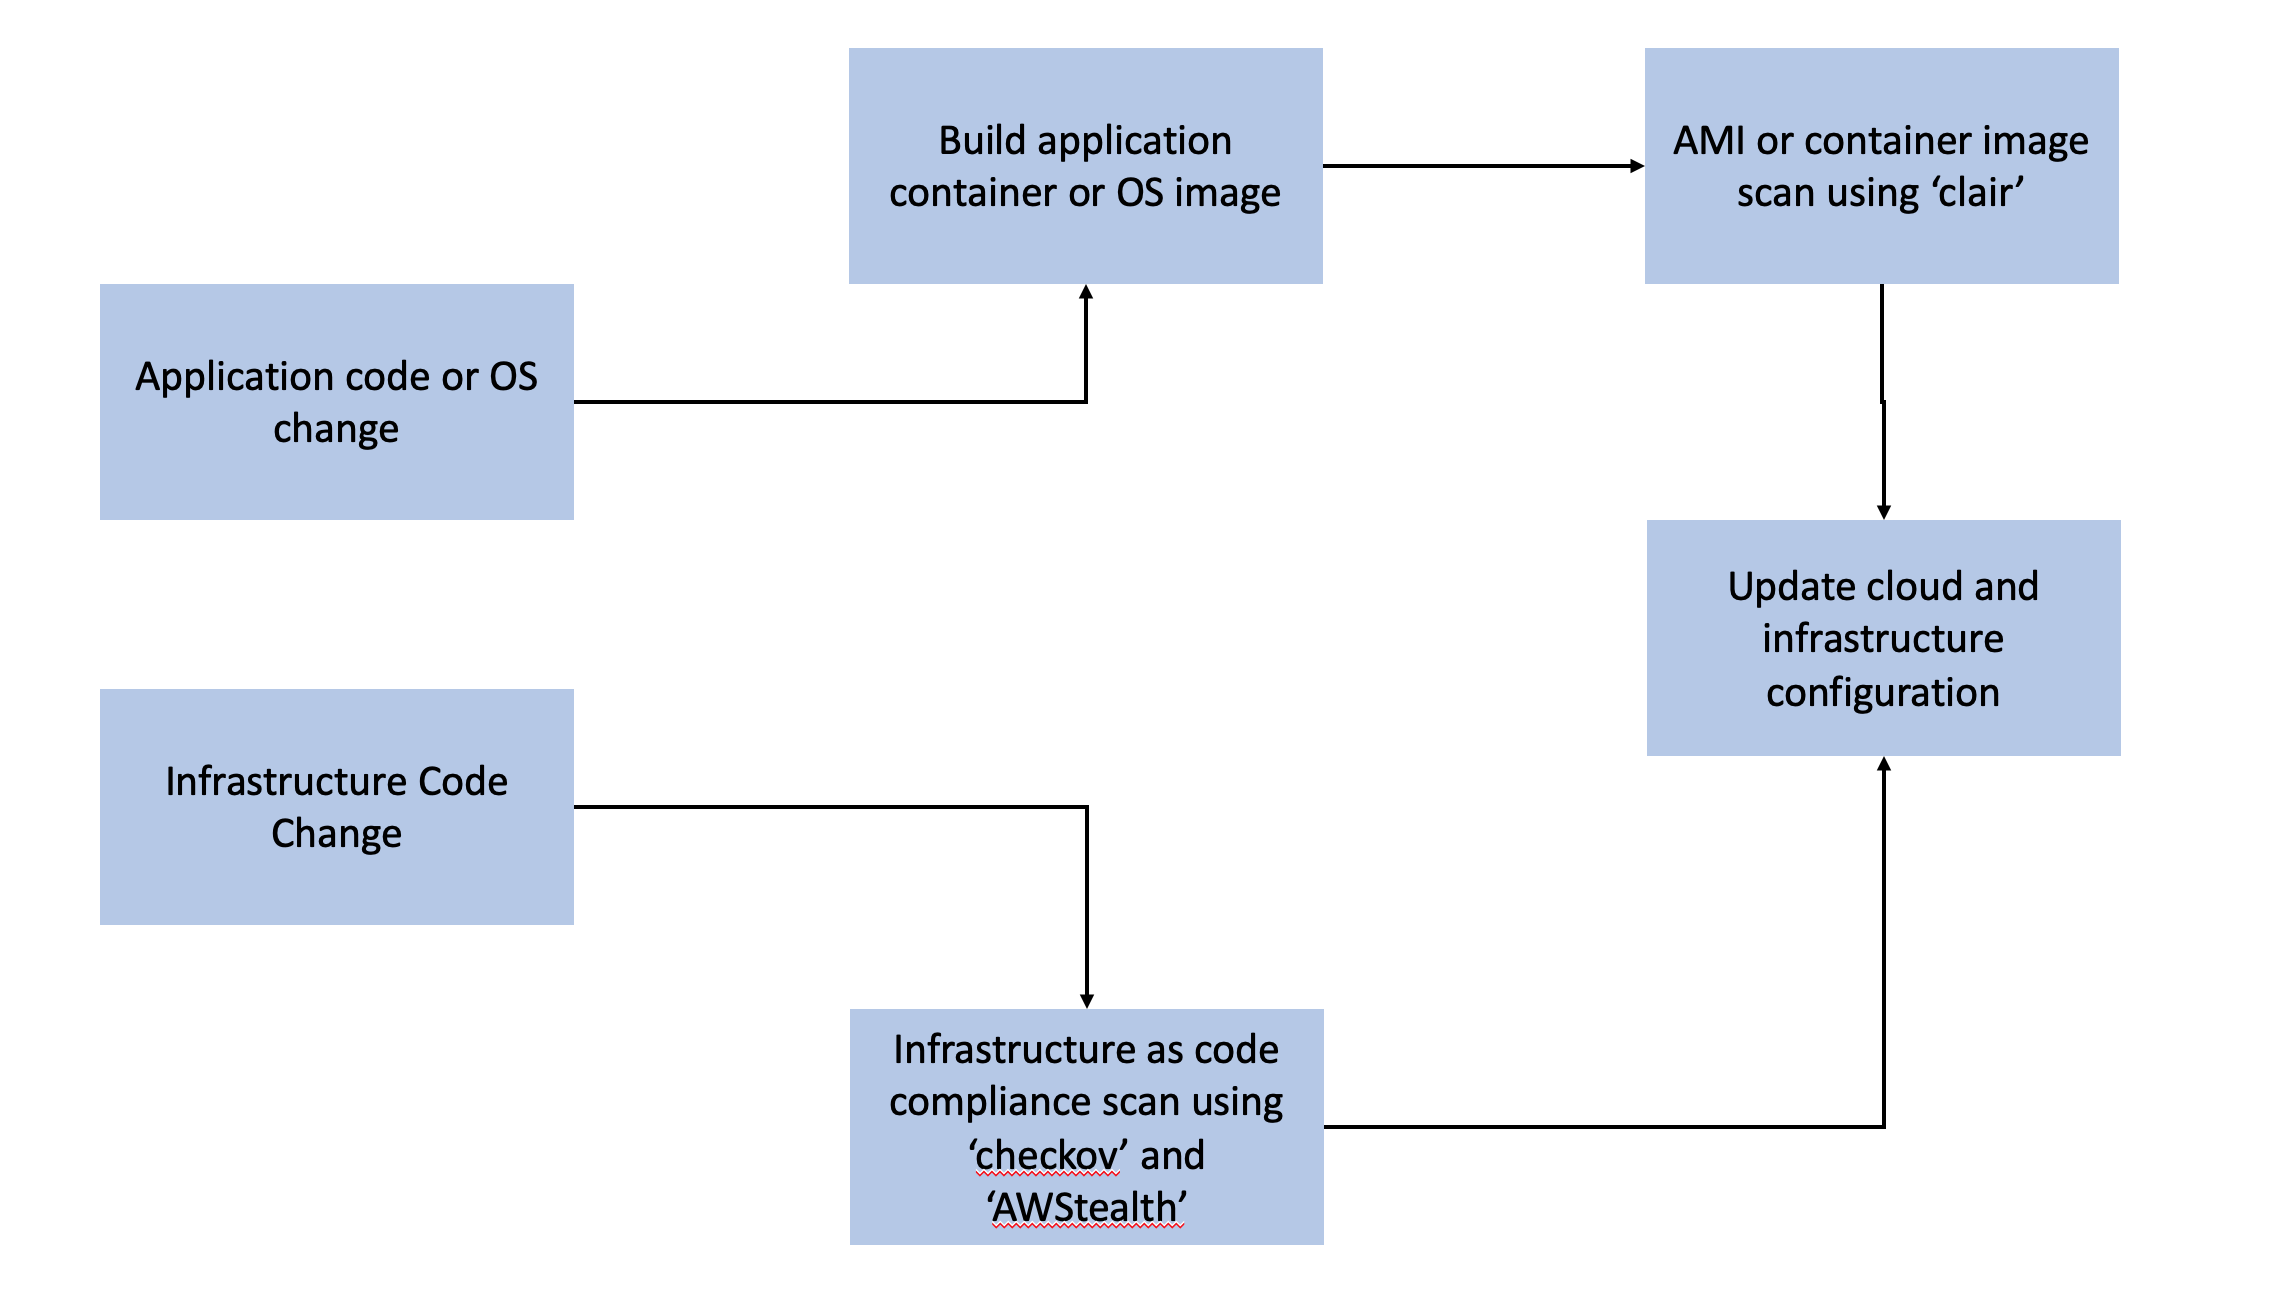 Build application
container or OS image
AMI or container image
scan using ‘clair’
Application code or OS
change
Update cloud and
infrastructure
configuration
Infrastructure Code
Change
Infrastructure as code
compliance scan using
‘checkov’ and
‘AWStealth’